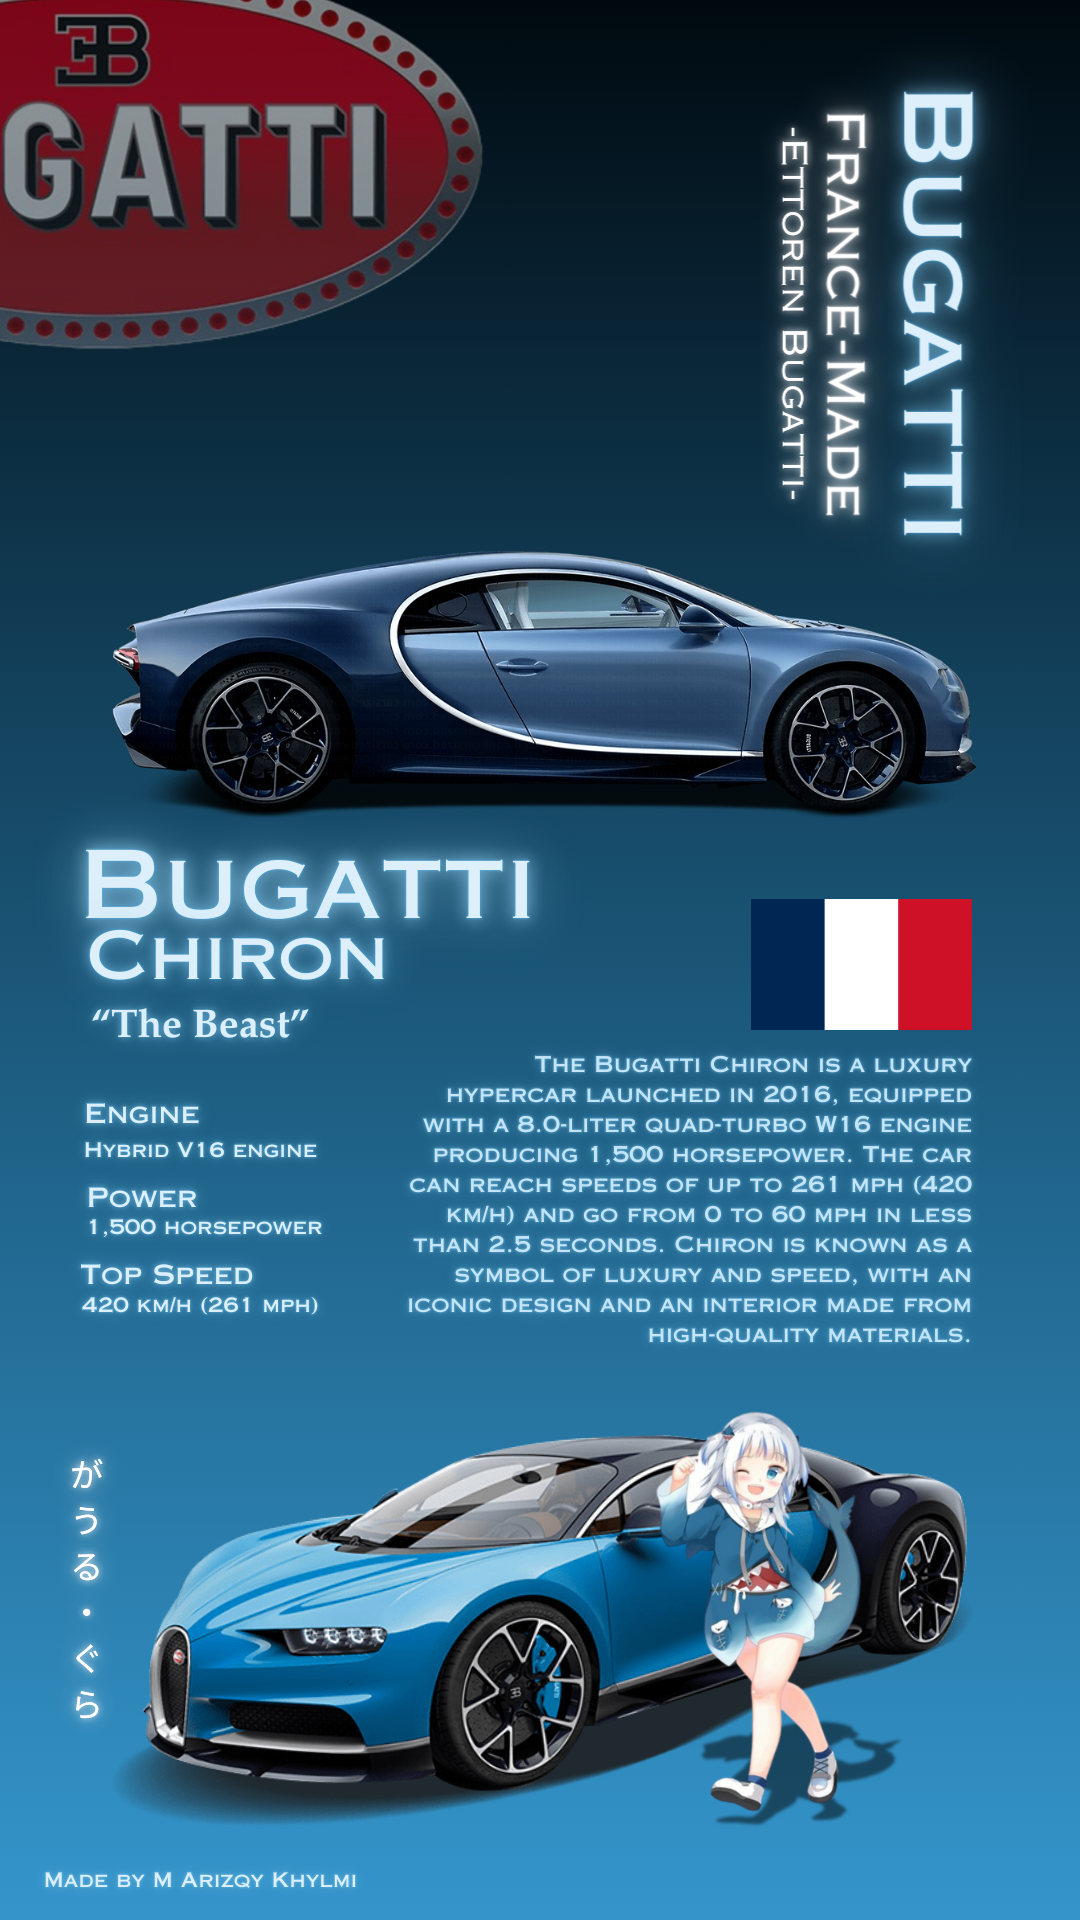 EB
GATTI
BUGATTI
FRANCE-MADE
-ETTOREN BUGATTI-
BUGATTI
CHIRON
“The Beast”
ENGINE
HYBRID V16 ENGINE
POWER
1,500 HORSEPOWER
TOP SPEED
420 KM/H (261 MPH)
THE BUGATTI CHIRON IS A LUXURY
HYPERCAR LAUNCHED IN 2016, EQUIPPED
WITH A 8.0-LITER QUAD-TURBO W16 ENGINE
PRODUCING 1,500 HORSEPOWER. THE CAR
CAN REACH SPEEDS OF UP TO 261 MPH (420
KM/H) AND GO FROM 0 TO 60 MPH IN LESS
THAN 2.5 SECONDS. CHIRON IS KNOWN AS A
SYMBOL OF LUXURY AND SPEED, WITH AN
ICONIC DESIGN AND AN INTERIOR MADE FROM
HIGH-QUALITY MATERIALS.
がうる・ぐら
MADE BY M ARIZQY KHYLMI